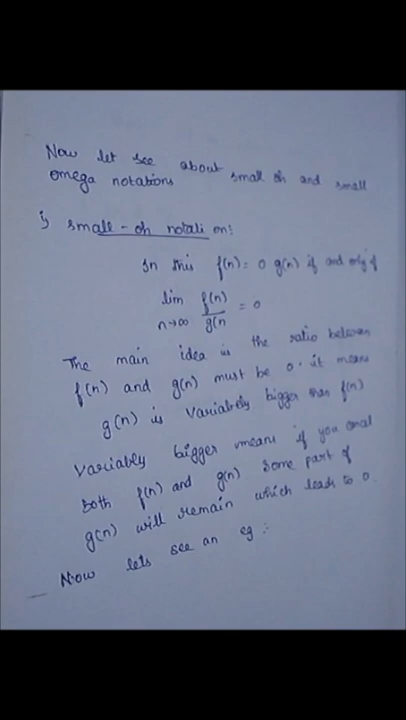 Now let see about small oh and small
omega notations
i) small-oh notation:
In this f(n) = o g(n) if and only if
lim f(n)/g(n = 0
n→∞
The main idea is the ratio between
f(n) and g(n) must be 0. it means
g(n) is variabely bigger than f(n)
Variabely bigger means if you
Both f(n) and g(n) some part of
g(n) will remain which leads to 0.
Now lets see an eg: